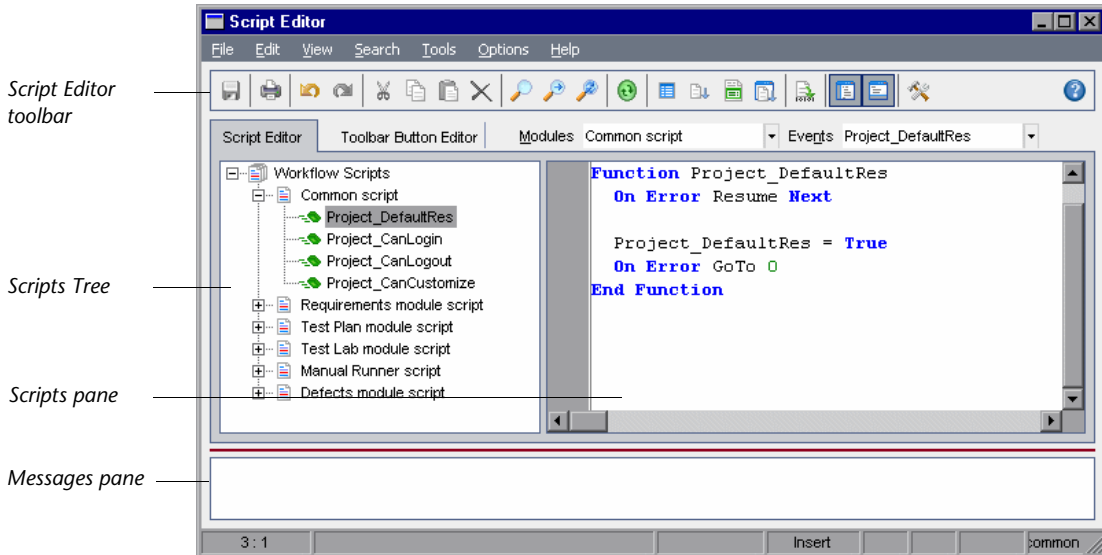 Script Editor
File Edit View Search Tools Options Help
Script Editor
toolbar
Script Editor Toolbar Button Editor Modules Common script Events Project_DefaultRes
Workflow Scripts
Common script
Project_DefaultRes
Project_CanLogin
Project_CanLogout
Project_CanCustomize
Requirements module script
Test Plan module script
Test Lab module script
Manual Runner script
Defects module script
Function Project_DefaultRes
On Error Resume Next
Project_DefaultRes = True
On Error GoTo 0
End Function
Scripts Tree
Scripts pane
Messages pane
3 : 1 Insert common